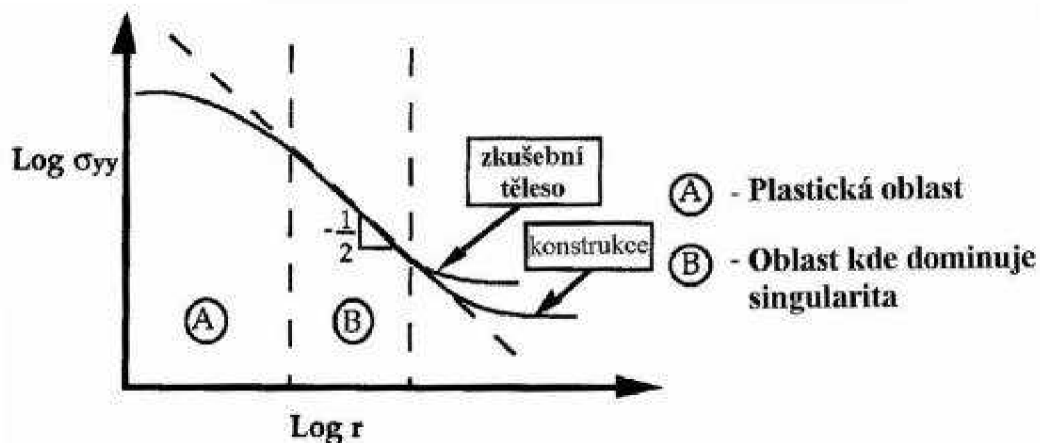 Log σyy
zkušební
těleso
konstrukce
-1
2
A
B
Log r
A - Plastická oblast
B - Oblast kde dominuje
singularita